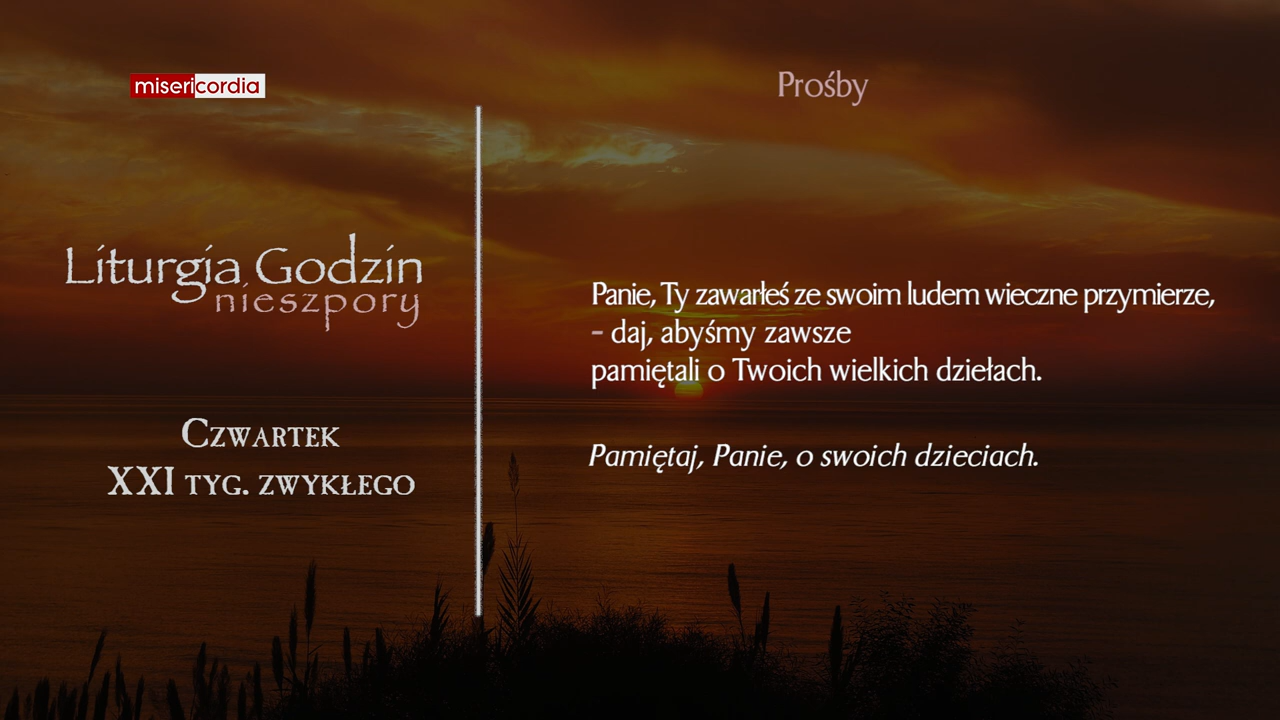 misericordia
Prośby
Liturgia Godzin
nieszpory
Czwartek
XXI tyg. zwykłego
Panie, Ty zawarłeś ze swoim ludem wieczne przymierze,
– daj, abyśmy zawsze
pamiętali o Twoich wielkich dziełach.
Pamiętaj, Panie, o swoich dzieciach.